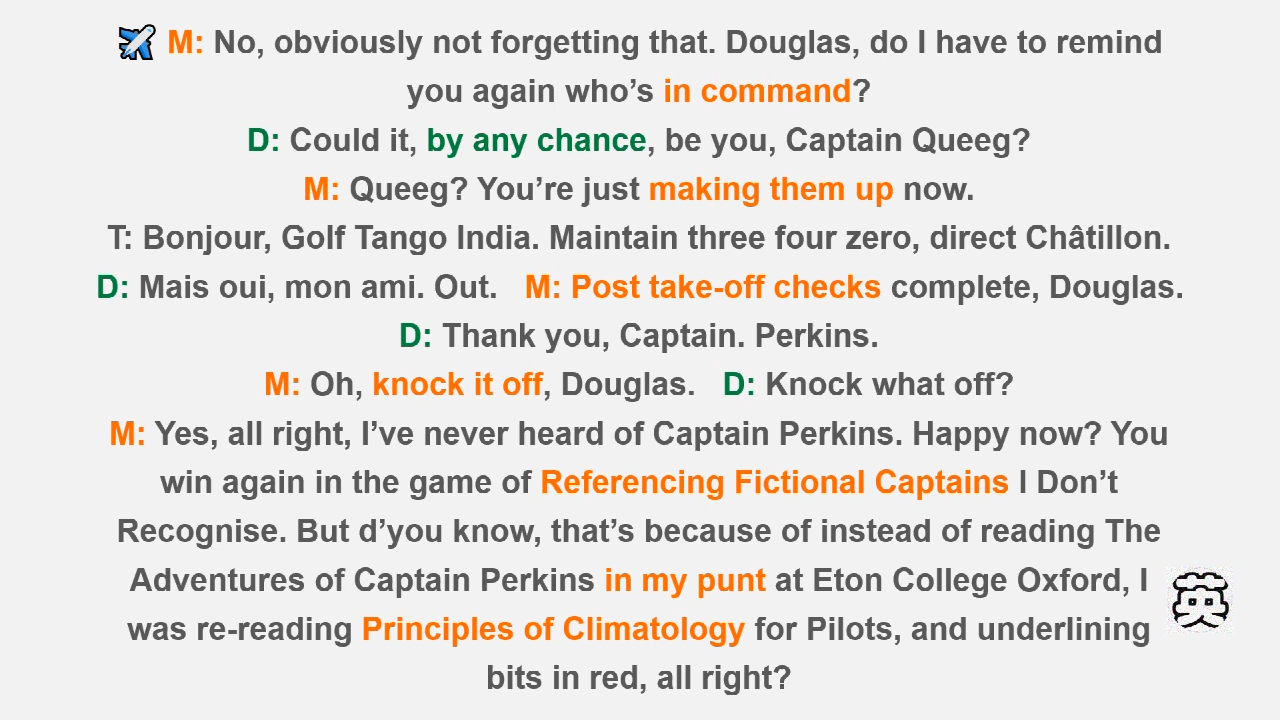 M: No, obviously not forgetting that. Douglas, do I have to remind
you again who’s in command?
D: Could it, by any chance, be you, Captain Queeg?
M: Queeg? You’re just making them up now.
T: Bonjour, Golf Tango India. Maintain three four zero, direct Châtillon.
D: Mais oui, mon ami. Out. M: Post take-off checks complete, Douglas.
D: Thank you, Captain. Perkins.
M: Oh, knock it off, Douglas. D: Knock what off?
M: Yes, all right, I’ve never heard of Captain Perkins. Happy now? You
win again in the game of Referencing Fictional Captains I Don’t
Recognise. But d’you know, that’s because of instead of reading The
Adventures of Captain Perkins in my punt at Eton College Oxford, I
was re-reading Principles of Climatology for Pilots, and underlining
bits in red, all right?